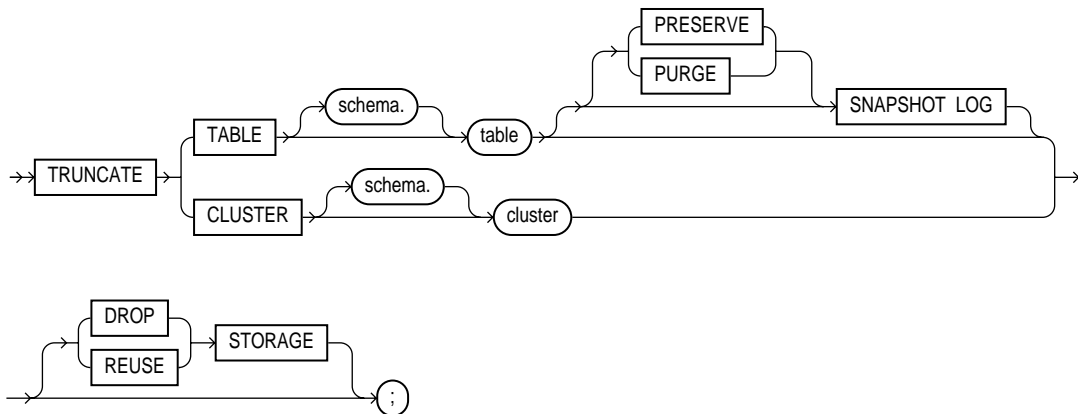 PRESERVE
PURGE
schema.
TABLE
table
SNAPSHOT LOG
TRUNCATE
schema.
CLUSTER
cluster
DROP
REUSE
STORAGE
;